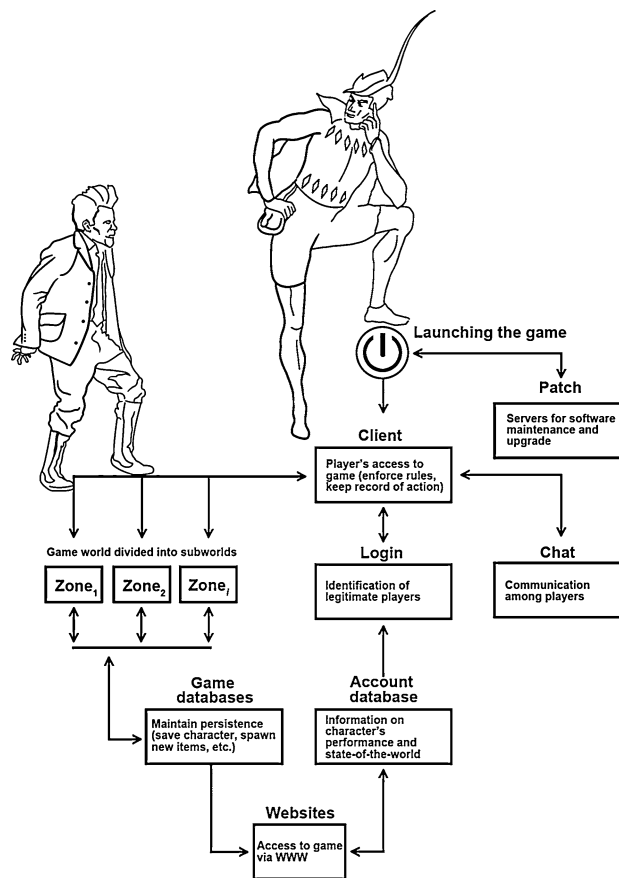 Launching the game
Patch
Servers for software
maintenance and
upgrade
Client
Player's access to
game (enforce rules,
keep record of action)
Game world divided into subworlds
Zone1
Zone2
Zonei
Login
Identification of
legitimate players
Chat
Communication
among players
Game
databases
Maintain persistence
(save character, spawn
new items, etc.)
Account
database
Information on
character's
performance and
state-of-the-world
Websites
Access to game
via WWW